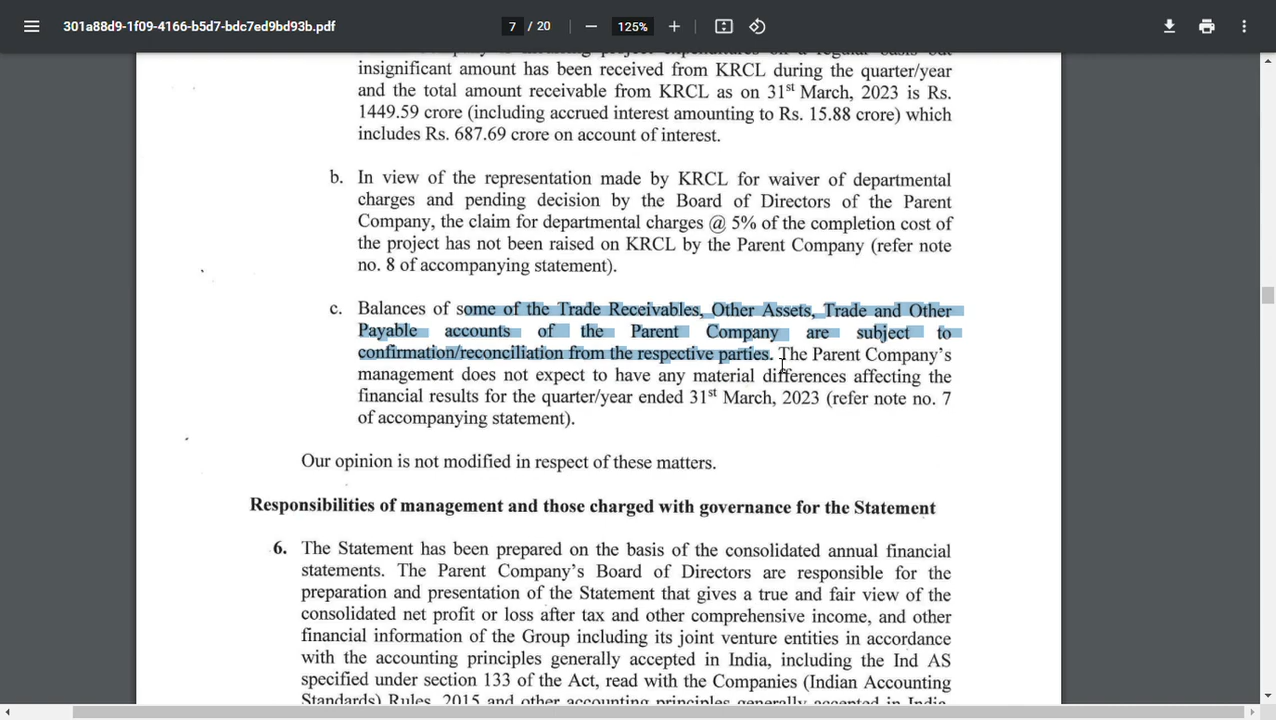 301a88d9-1f09-4166-b5d7-bdc7ed9bd93b.pdf
7 / 20
125%
insignificant amount has been received from KRCL during the quarter/year
and the total amount receivable from KRCL as on 31st March, 2023 is Rs.
1449.59 crore (including accrued interest amounting to Rs. 15.88 crore) which
includes Rs. 687.69 crore on account of interest.
b. In view of the representation made by KRCL for waiver of departmental
charges and pending decision by the Board of Directors of the Parent
Company, the claim for departmental charges @ 5% of the completion cost of
the project has not been raised on KRCL by the Parent Company (refer note
no. 8 of accompanying statement).
c. Balances of some of the Trade Receivables, Other Assets, Trade and Other
Payable accounts of the Parent Company are subject to
confirmation/reconciliation from the respective parties. The Parent Company's
management does not expect to have any material differences affecting the
financial results for the quarter/year ended 31st March, 2023 (refer note no. 7
of accompanying statement).
Our opinion is not modified in respect of these matters.
Responsibilities of management and those charged with governance for the Statement
6. The Statement has been prepared on the basis of the consolidated annual financial
statements. The Parent Company's Board of Directors are responsible for the
preparation and presentation of the Statement that gives a true and fair view of the
consolidated net profit or loss after tax and other comprehensive income, and other
financial information of the Group including its joint venture entities in accordance
with the accounting principles generally accepted in India, including the Ind AS
specified under section 133 of the Act, read with the Companies (Indian Accounting
Standards) Rules, 2015 and other accounting principles generally accepted in India